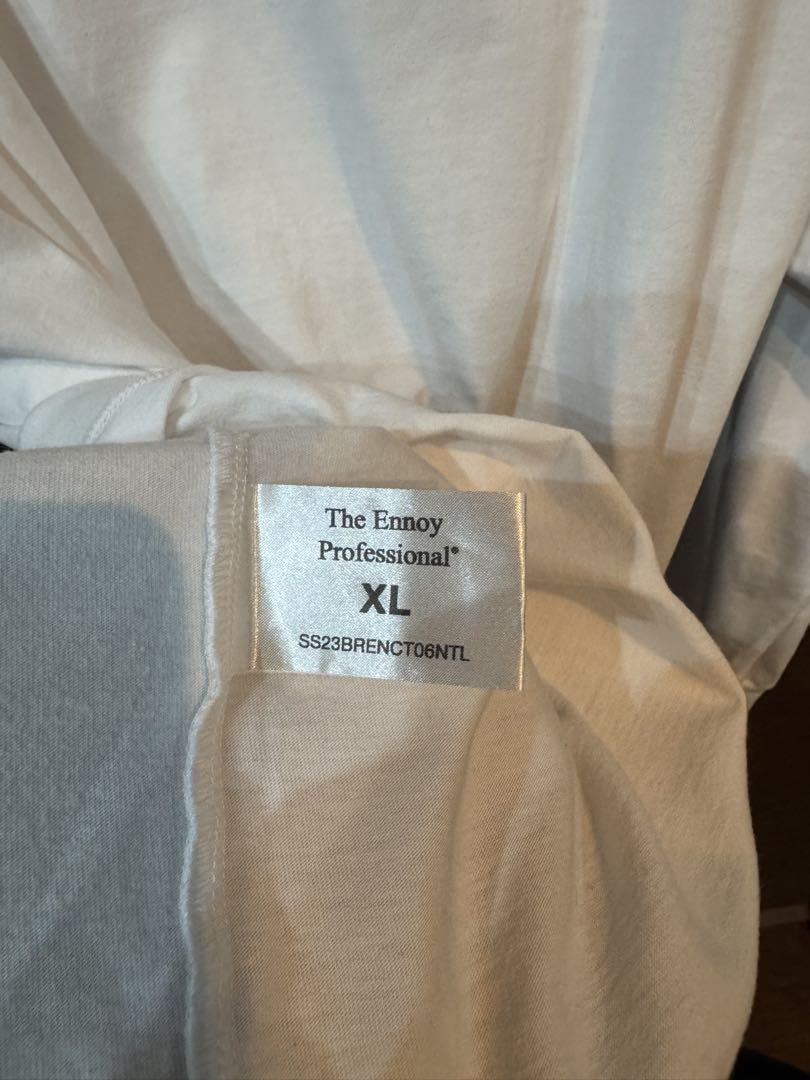 The Ennoy
Professional®
XL
SS23BRENCT06NTL